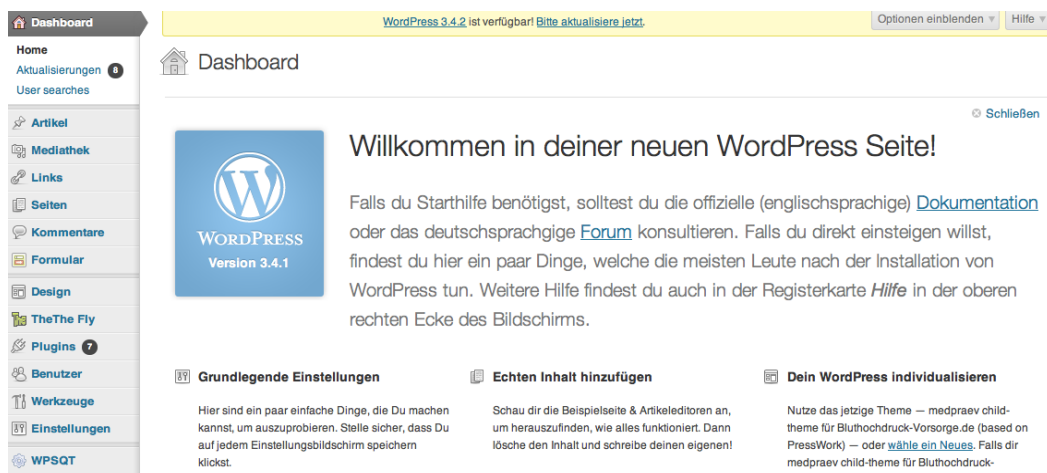 Dashboard
Home
Aktualisierungen 8
User searches
Artikel
Mediathek
Links
Seiten
Kommentare
Formular
Design
TheThe Fly
Plugins 7
Benutzer
Werkzeuge
Einstellungen
WPSQT
WordPress 3.4.2 ist verfügbar! Bitte aktualisiere jetzt.
Optionen einblenden
Hilfe
Dashboard
Schließen
WORDPRESS
Version 3.4.1
Willkommen in deiner neuen WordPress Seite!
Falls du Starthilfe benötigst, solltest du die offizielle (englischsprachige) Dokumentation
oder das deutschsprachgige Forum konsultieren. Falls du direkt einsteigen willst,
findest du hier ein paar Dinge, welche die meisten Leute nach der Installation von
WordPress tun. Weitere Hilfe findest du auch in der Registerkarte Hilfe in der oberen
rechten Ecke des Bildschirms.
Grundlegende Einstellungen
Hier sind ein paar einfache Dinge, die Du machen
kannst, um auszuprobieren. Stelle sicher, dass Du
auf jedem Einstellungsbildschirm speichern
klickst.
Echten Inhalt hinzufügen
Schau dir die Beispielseite & Artikeleditoren an,
um herauszufinden, wie alles funktioniert. Dann
lösche den Inhalt und schreibe deinen eigenen!
Dein WordPress individualisieren
Nutze das jetzige Theme — medpraev child-
theme für Bluthochdruck-Vorsorge.de (based on
PressWork) — oder wähle ein Neues. Falls dir
medpraev child-theme für Bluthochdruck-